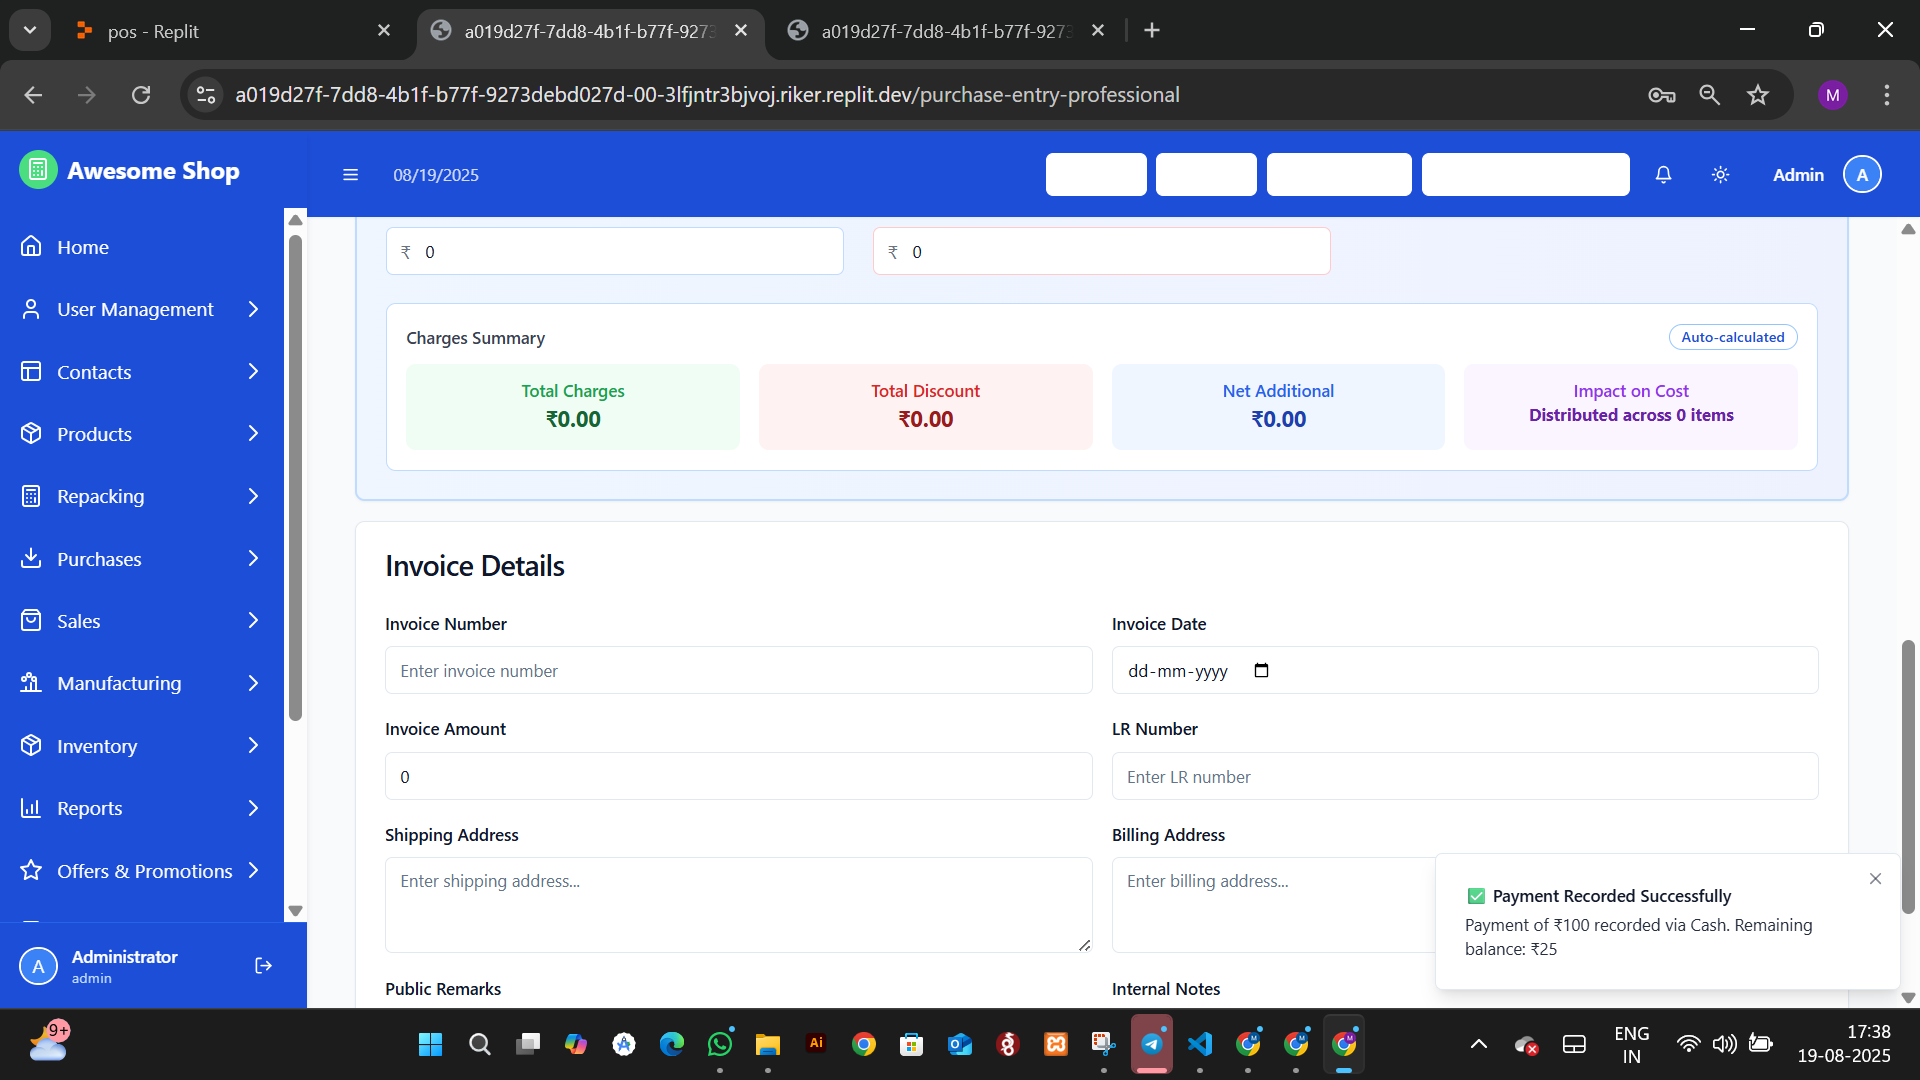 pos - Replit
a019d27f-7dd8-4b1f-b77f-9273
a019d27f-7dd8-4b1f-b77f-9273
a019d27f-7dd8-4b1f-b77f-9273debd027d-00-3lfjntr3bjvoj.riker.replit.dev/purchase-entry-professional
M
Awesome Shop
08/19/2025
Admin
A
Home
User Management
Contacts
Products
Repacking
Purchases
Sales
Manufacturing
Inventory
Reports
Offers & Promotions
A
Administrator
admin
₹ 0
₹ 0
Charges Summary
Auto-calculated
Total Charges
₹0.00
Total Discount
₹0.00
Net Additional
₹0.00
Impact on Cost
Distributed across 0 items
Invoice Details
Invoice Number
Invoice Date
Enter invoice number
dd-mm-yyyy
Invoice Amount
LR Number
0
Enter LR number
Shipping Address
Billing Address
Enter shipping address...
Enter billing address...
Public Remarks
Internal Notes
✅ Payment Recorded Successfully
Payment of ₹100 recorded via Cash. Remaining
balance: ₹25
9+
Ai
ENG
IN
17:38
19-08-2025